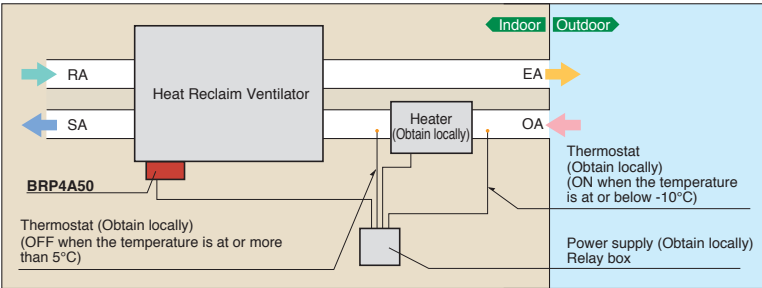 Indoor Outdoor
RA
EA
Heat Reclaim Ventilator
SA
Heater
(Obtain locally)
OA
BRP4A50
Thermostat
(Obtain locally)
(ON when the temperature
is at or below -10°C)
Thermostat (Obtain locally)
(OFF when the temperature is at or more
than 5°C)
Power supply (Obtain locally)
Relay box